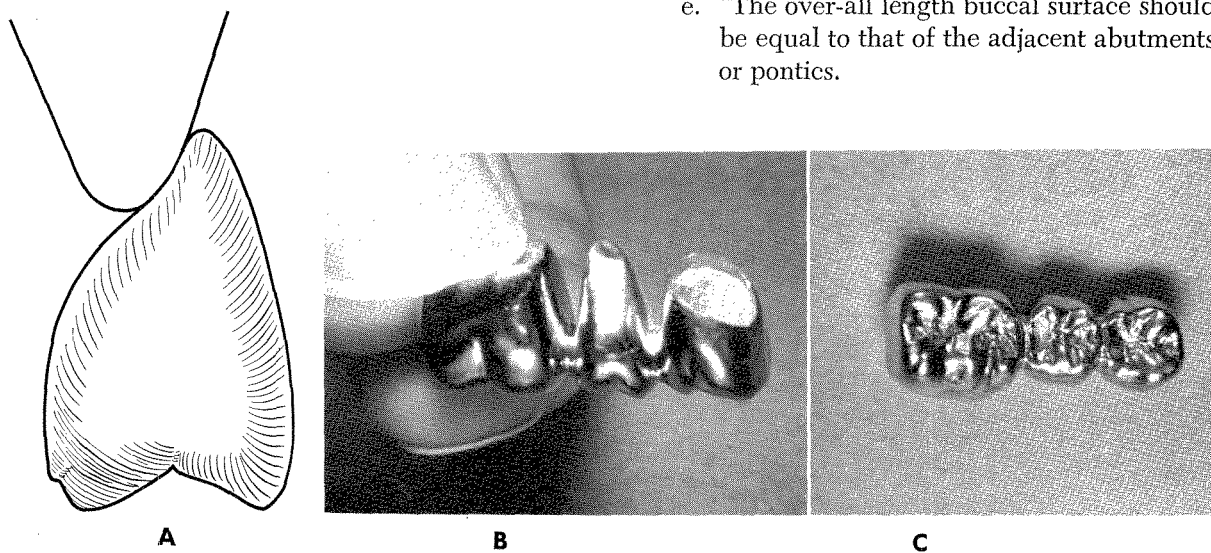 e. "The over-all length buccal surface should
be equal to that of the adjacent abutments
or pontics.
A
B
C